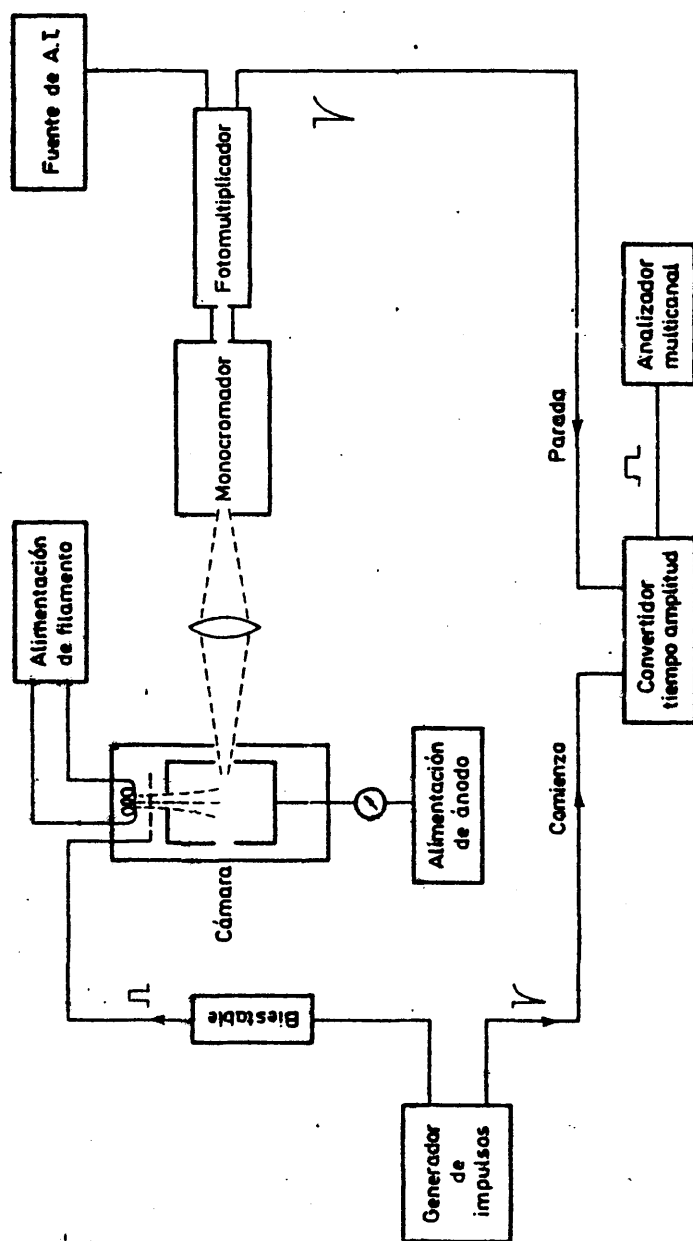 Fuente de A.T.
Fotomultiplicador
Monocromador
Alimentación
de filamento
Cámara
Alimentación
de ánodo
Biestable
Generador
de
impulsos
Comienzo
Parada
Convertidor
tiempo amplitud
Analizador
multicanal